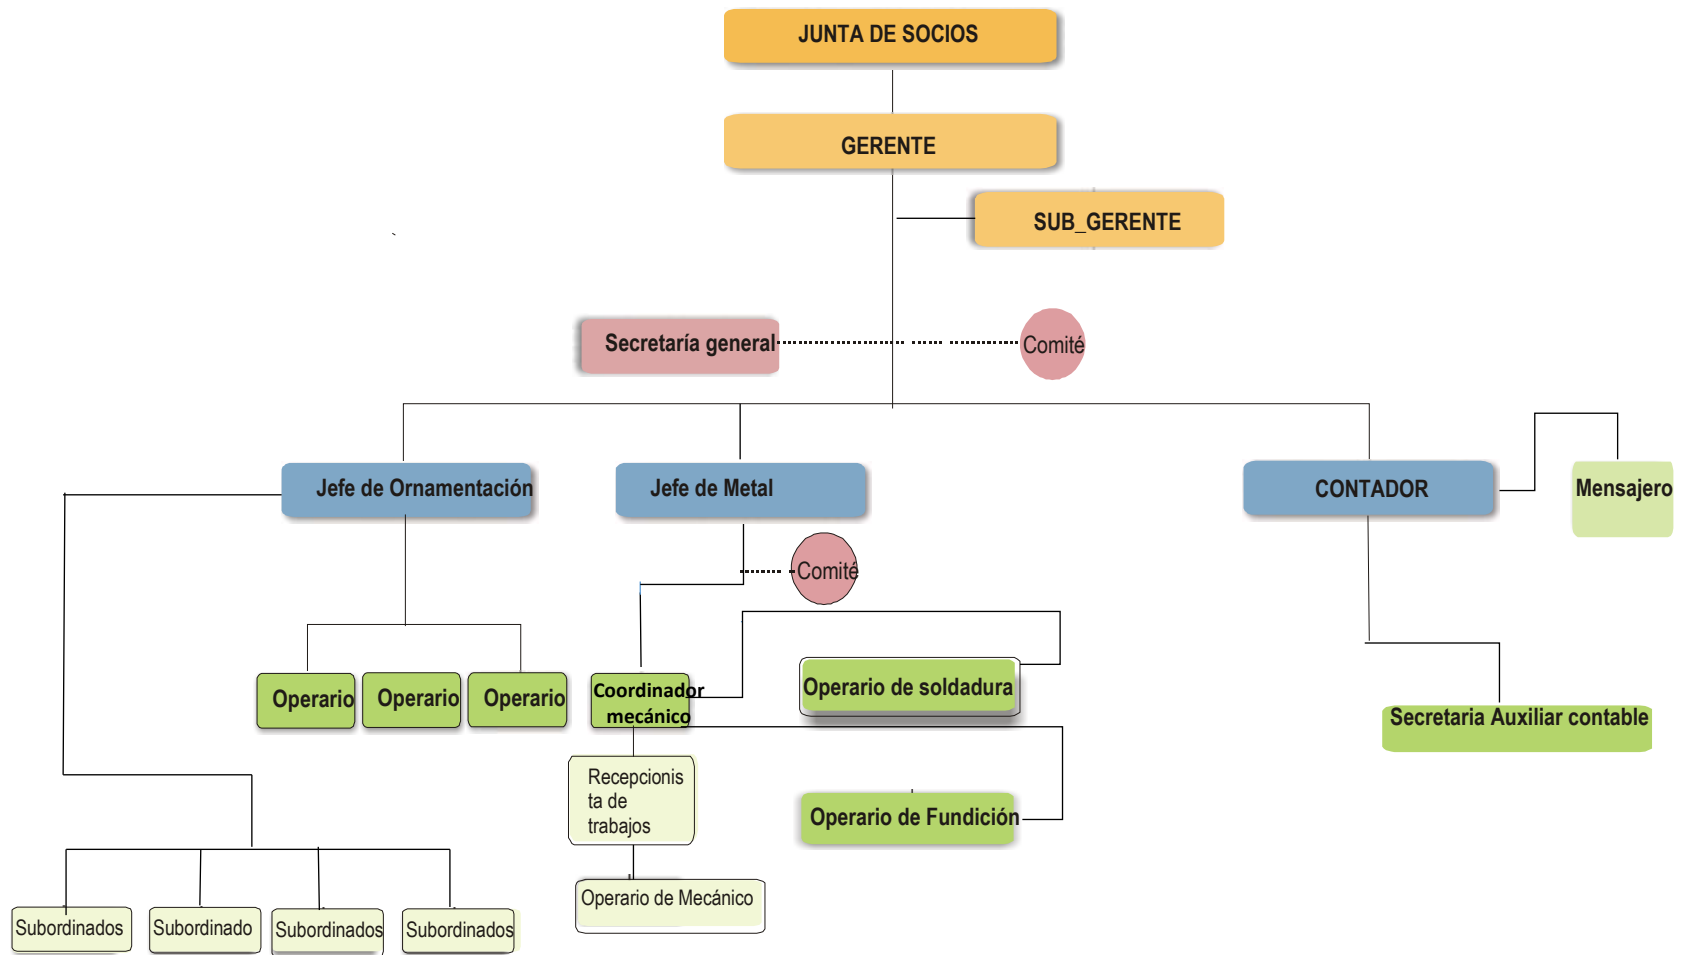 JUNTA DE SOCIOS
GERENTE
SUB_GERENTE
Secretaría general
Comité
Jefe de Ornamentación
Jefe de Metal
CONTADOR
Mensajero
Comité
Operario
Operario
Operario
Coordinador
mecánico
Operario de soldadura
Secretaria Auxiliar contable
Recepcionis
ta de
trabajos
Operario de Fundición
Operario de Mecánico
Subordinados
Subordinado
Subordinados
Subordinados